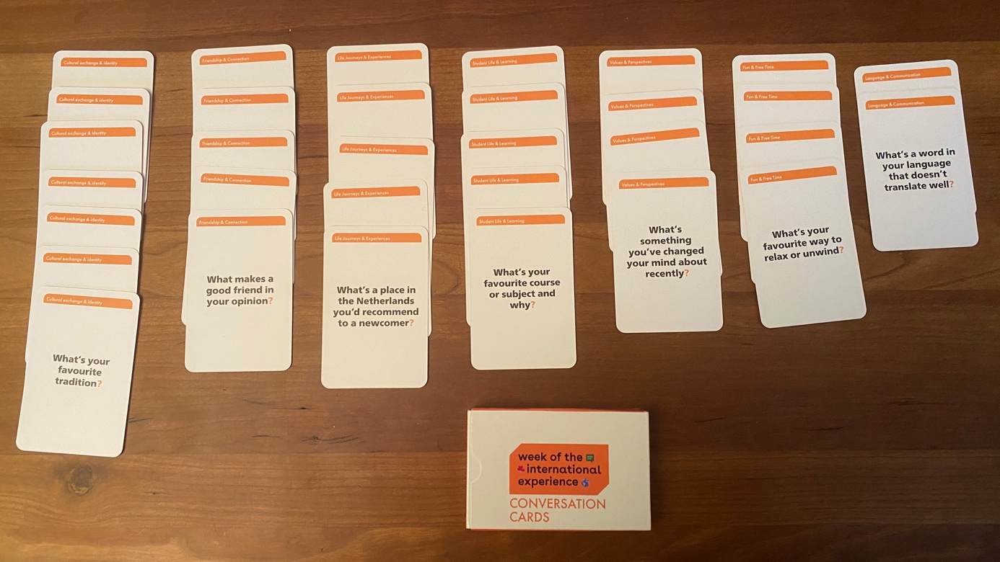 Cultural exchange & identity
Cultural exchange & identity
Cultural exchange & identity
Cultural exchange & identity
Cultural exchange & identity
Cultural exchange & identity
Cultural exchange & identity
What's your
favourite
tradition?
Friendship & Connection
Friendship & Connection
Friendship & Connection
Friendship & Connection
Friendship & Connection
What makes a
good friend in
your opinion?
Life Journeys & Experiences
Life Journeys & Experiences
Life Journeys & Experiences
Life Journeys & Experiences
Life Journeys & Experiences
What's a place in
the Netherlands
you'd recommend
to a newcomer?
Student Life & Learning
Student Life & Learning
Student Life & Learning
Student Life & Learning
Student Life & Learning
What's your
favourite course
or subject and
why?
Values & Perspectives
Values & Perspectives
Values & Perspectives
Values & Perspectives
What's
something
you've changed
your mind about
recently?
Fun & Free Time
Fun & Free Time
Fun & Free Time
Fun & Free Time
What's your
favourite way to
relax or unwind?
Language & Communication
Language & Communication
What's a word in
your language
that doesn't
translate well?
week of the
international
experience
CONVERSATION
CARDS